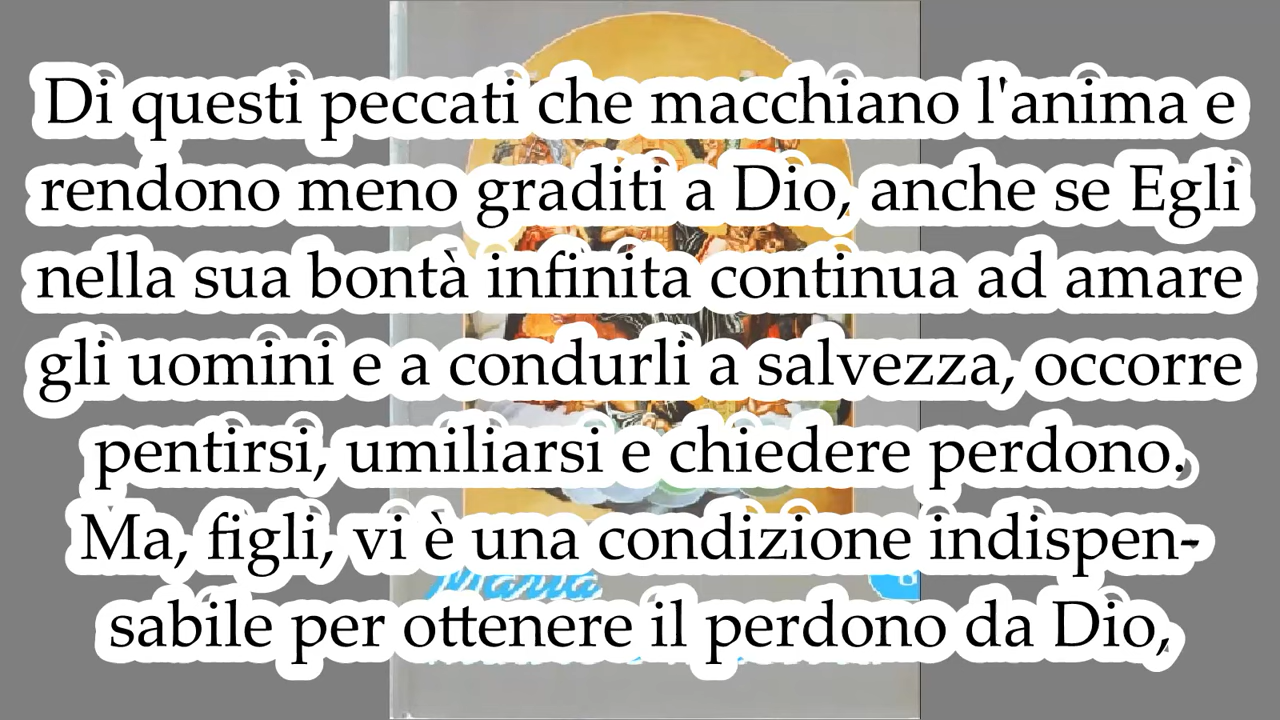 Di questi peccati che macchiano l'anima e
rendono meno graditi a Dio, anche se Egli
nella sua bontà infinita continua ad amare
gli uomini e a condurli a salvezza, occorre
pentirsi, umiliarsi e chiedere perdono.
Ma, figli, vi è una condizione indispen-
sabile per ottenere il perdono da Dio,
Maria